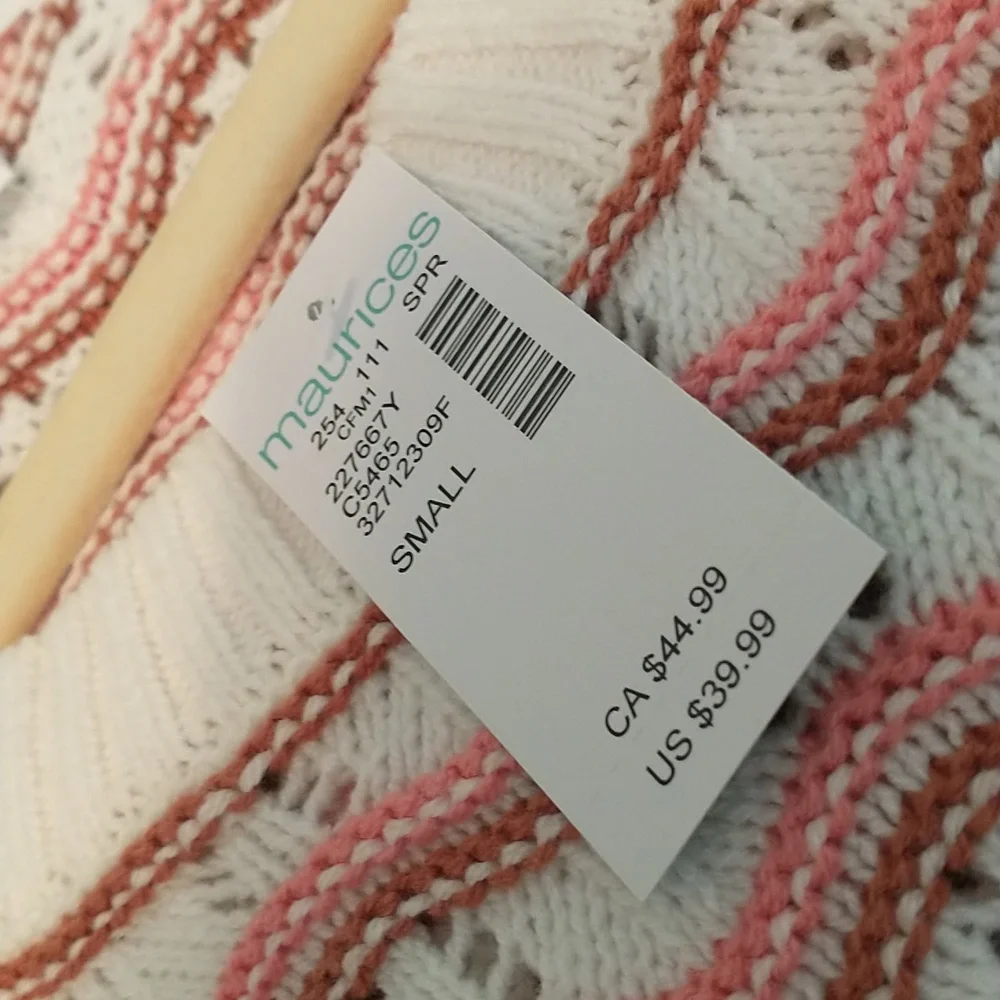 maurices
254 111 SPR
CFM1
227667Y
C5465
32712309F
SMALL
CA $44.99
US $39.99